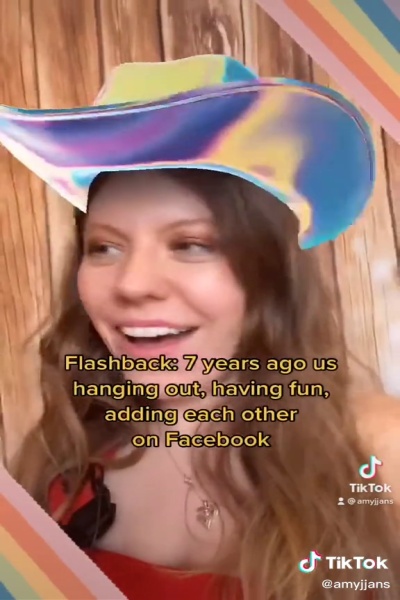 Flashback: 7 years ago us
hanging out, having fun,
adding each other
on Facebook
TikTok
@amyjjans
TikTok
@amyjjans